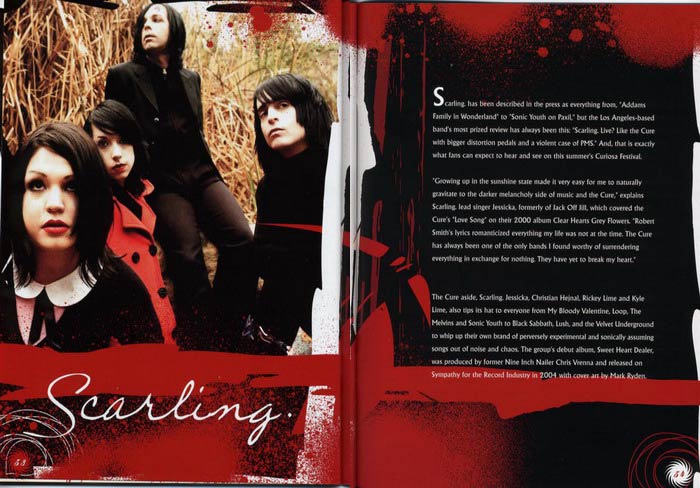 Scarling.
53
Scarling. has been described in the press as everything from, "Addams
Family in Wonderland" to "Sonic Youth on Paxil," but the Los Angeles-based
band's most prized review has always been this: "Scarling. Live? Like the Cure
with bigger distortion pedals and a violent case of PMS." And, that is exactly
what fans can expect to hear and see on this summer's Curiosa Festival.
"Growing up in the sunshine state made it very easy for me to naturally
gravitate to the darker melancholy side of music and the Cure," explains
Scarling. lead singer Jessicka, formerly of Jack Off Jill, which covered the
Cure's "Love Song" on their 2000 album Clear Hearts Grey Flowers. "Robert
Smith's lyrics romanticized everything my life was not at the time. The Cure
has always been one of the only bands I found worthy of surrendering
everything in exchange for nothing. They have yet to break my heart."
The Cure aside, Scarling. Jessicka, Christian Hejnal, Rickey Lime and Kyle
Lime, also tips its hat to everyone from My Bloody Valentine, Loop, The
Melvins and Sonic Youth to Black Sabbath, Lush, and the Velvet Underground
to whip up their own brand of perversely experimental and sonically assuming
songs out of noise and chaos. The group's debut album, Sweet Heart Dealer,
was produced by former Nine Inch Nailer Chris Vrenna and released on
Sympathy for the Record Industry in 2004 with cover art by Mark Ryden.
54